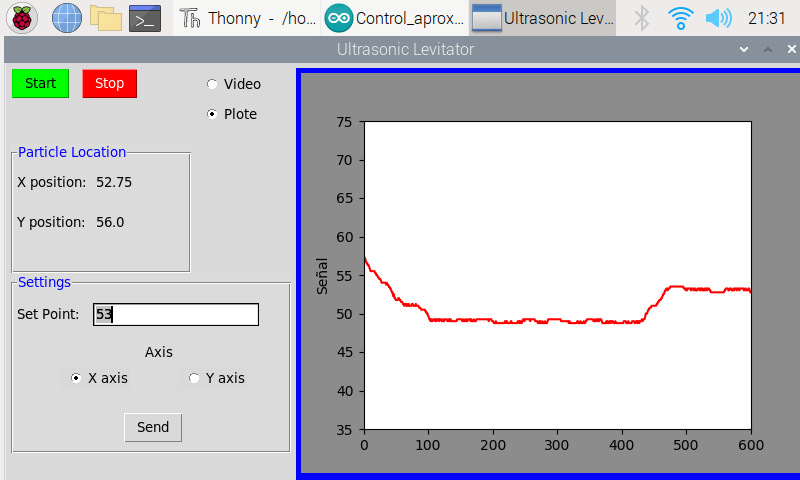 Thonny - /ho...
Control_aprox...
Ultrasonic Lev...
21:31
Ultrasonic Levitator
Start
Stop
Video
Plote
Particle Location
X position: 52.75
Y position: 56.0
Settings
Set Point: 53
Axis
X axis
Y axis
Send
75
70
65
60
55
50
45
40
35
Señal
0 100 200 300 400 500 600